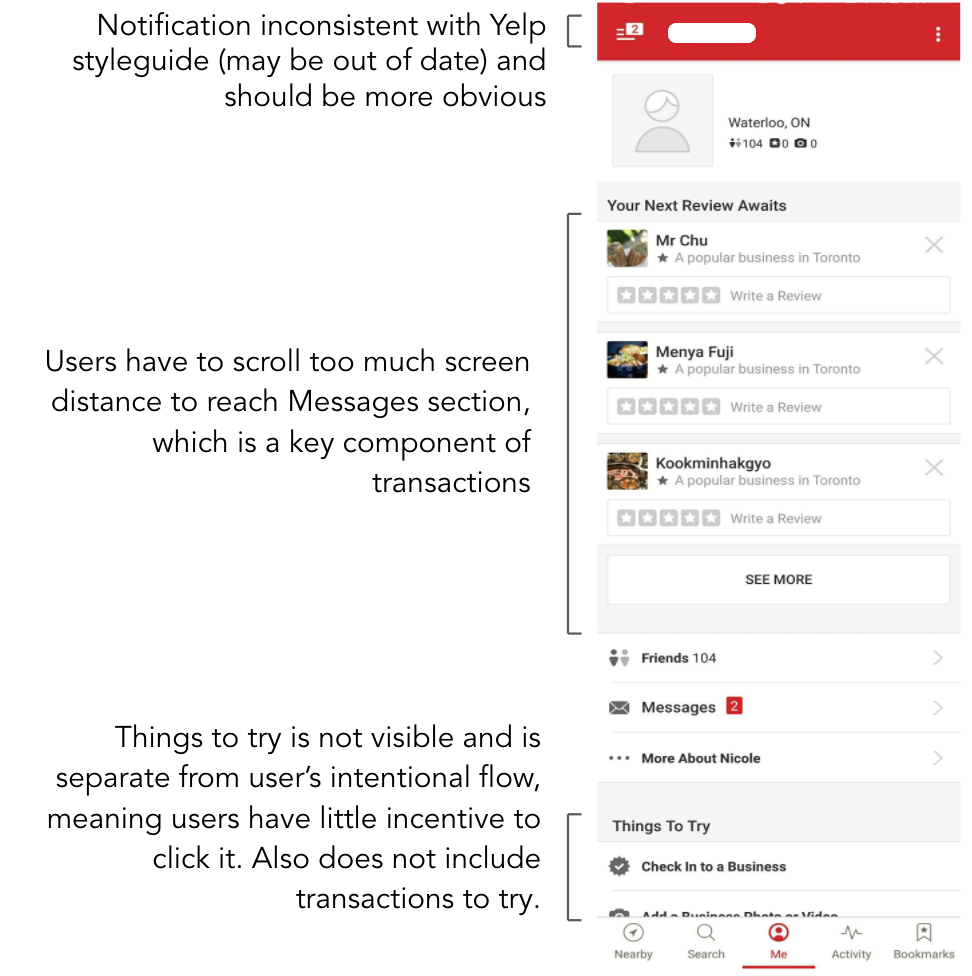 Notification inconsistent with Yelp
styleguide (may be out of date) and
should be more obvious
Users have to scroll too much screen
distance to reach Messages section,
which is a key component of
transactions
Things to try is not visible and is
separate from user's intentional flow,
meaning users have little incentive to
click it. Also does not include
transactions to try.
2
Waterloo, ON
104 0 0
Your Next Review Awaits
Mr Chu
A popular business in Toronto
Write a Review
Menya Fuji
A popular business in Toronto
Write a Review
Kookminhakgyo
A popular business in Toronto
Write a Review
SEE MORE
Friends 104
Messages 2
More About Nicole
Things To Try
Check In to a Business
Add a Business Photo or Video
Nearby Search Me Activity Bookmarks